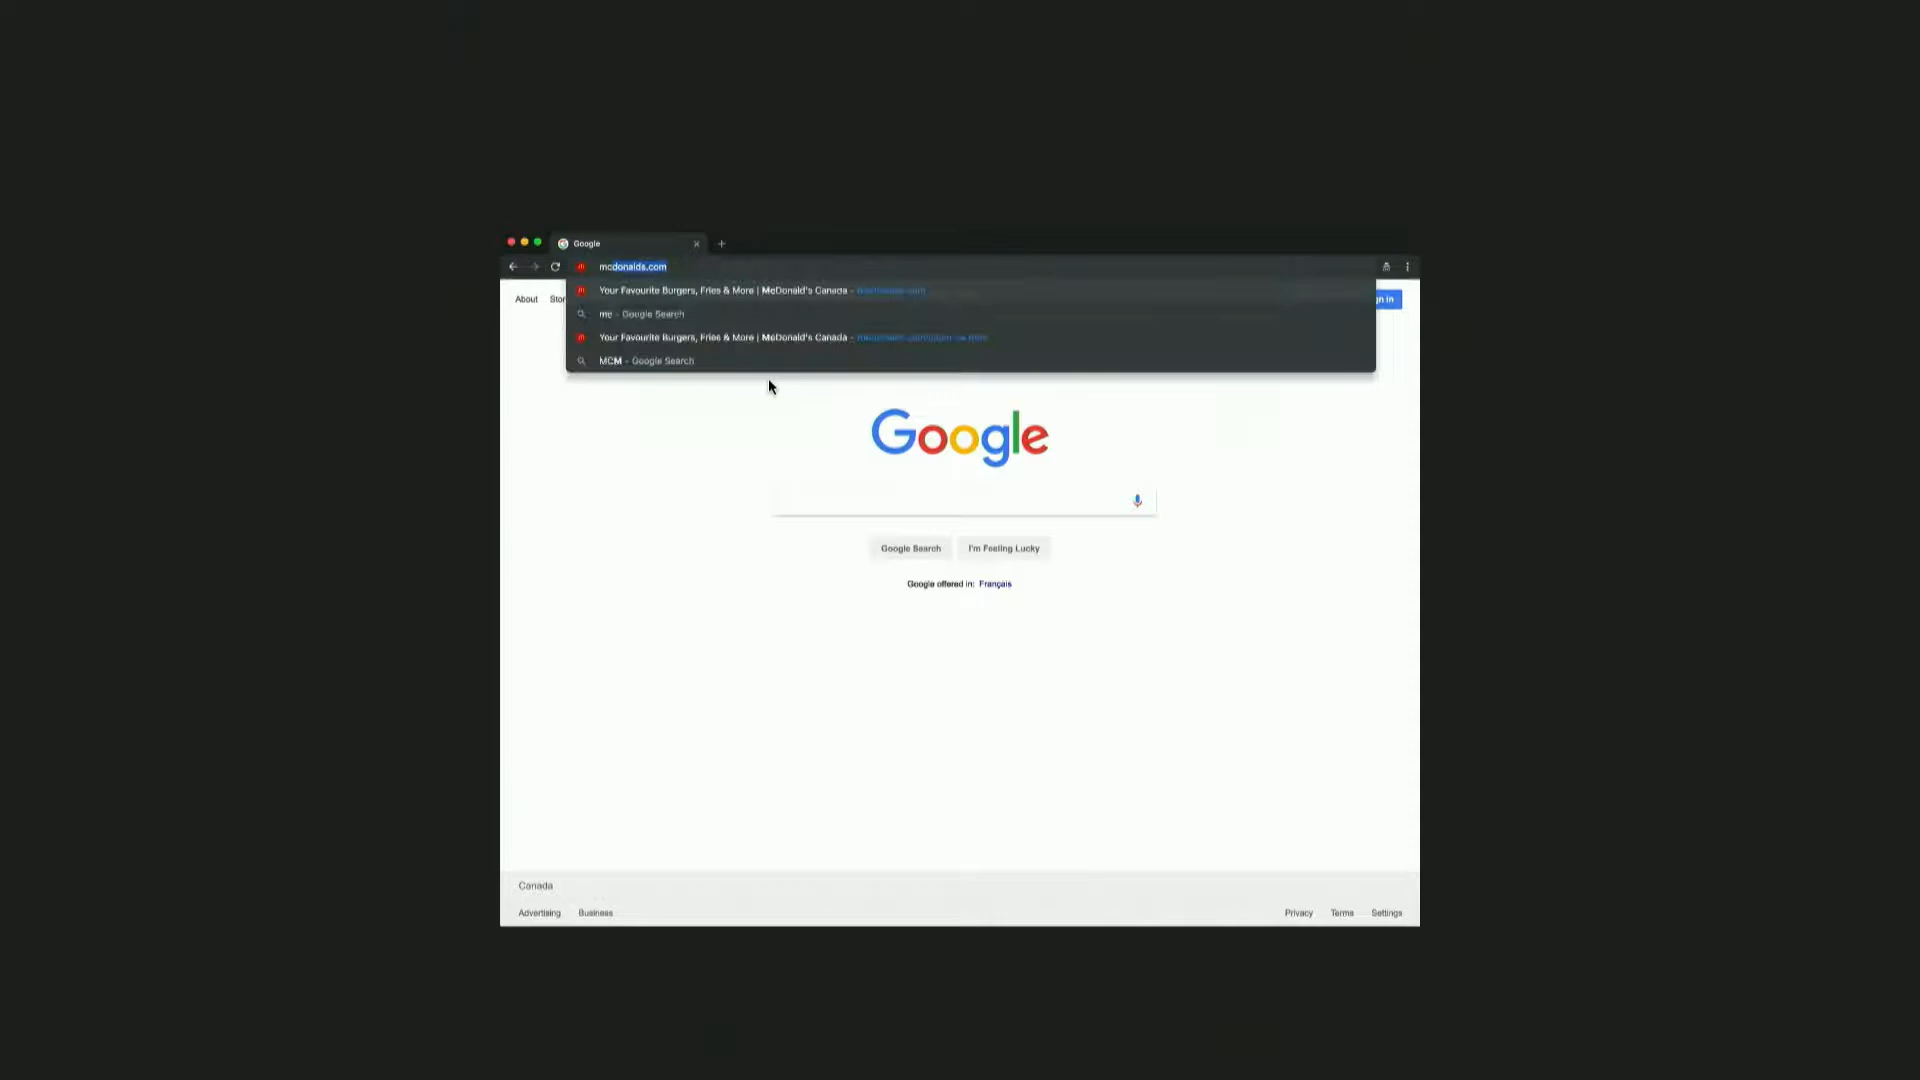 Google
mcdonalds.com
Your Favourite Burgers, Fries & More | McDonald's Canada -
mc - Google Search
Your Favourite Burgers, Fries & More | McDonald's Canada -
MCM - Google Search
About
Google
Google Search I'm Feeling Lucky
Google offered in: Français
Canada
Advertising Business Privacy Terms Settings